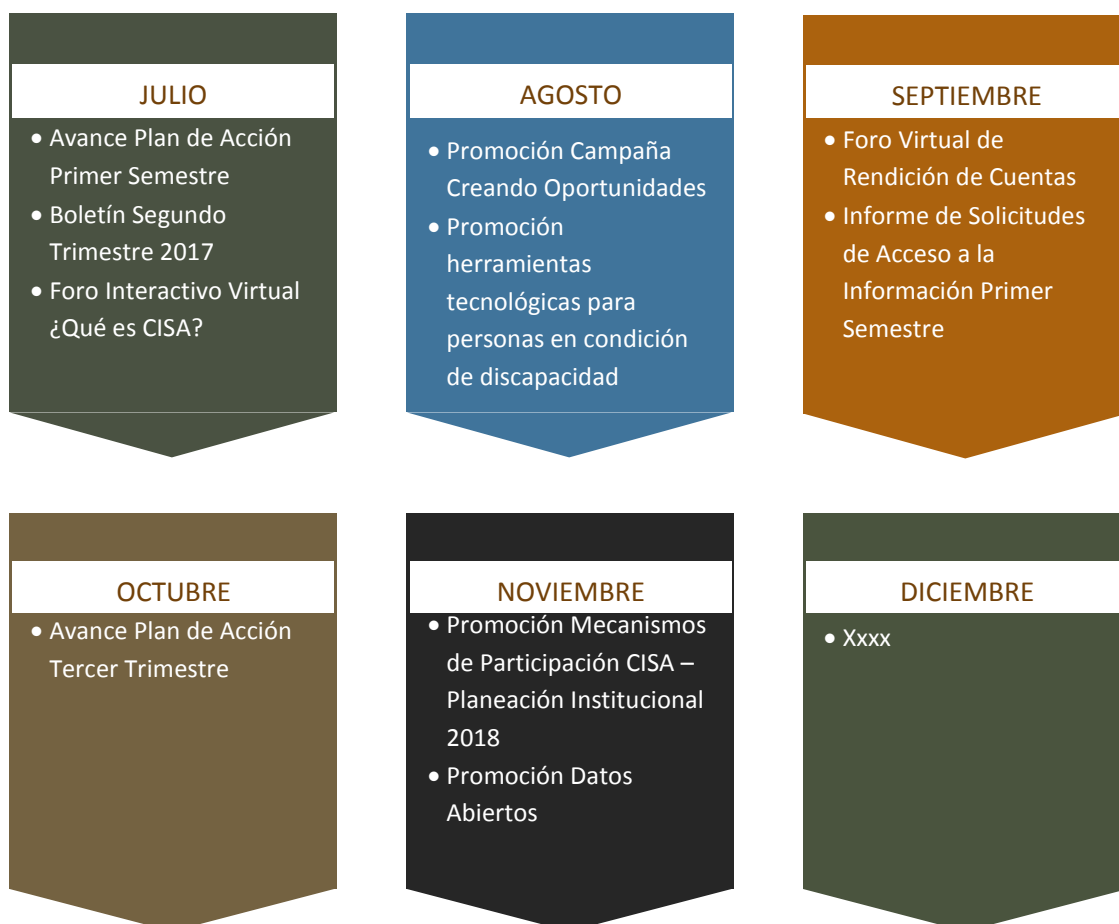 JULIO
• Avance Plan de Acción
Primer Semestre
• Boletín Segundo
Trimestre 2017
• Foro Interactivo Virtual
¿Qué es CISA?
AGOSTO
• Promoción Campaña
Creando Oportunidades
• Promoción
herramientas
tecnológicas para
personas en condición
de discapacidad
SEPTIEMBRE
• Foro Virtual de
Rendición de Cuentas
• Informe de Solicitudes
de Acceso a la
Información Primer
Semestre
OCTUBRE
• Avance Plan de Acción
Tercer Trimestre
NOVIEMBRE
• Promoción Mecanismos
de Participación CISA –
Planeación Institucional
2018
• Promoción Datos
Abiertos
DICIEMBRE
• Xxxx